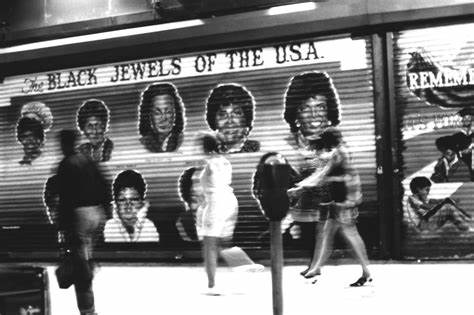 The BLACK JEWELS OF THE USA.
REMEM